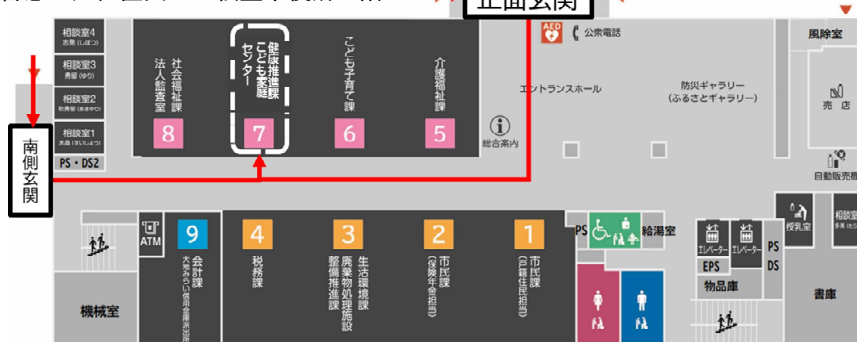 正面玄関
相談室4
相談室3
相談室2
相談室1
PS・DS2
南側玄関
社会福祉課
法人監査室
8
健康推進課
こども家庭
センター
7
こども子育て課
6
介護福祉課
5
AED
公衆電話
エントランスホール
総合案内
防災ギャラリー
(ふるさとギャラリー)
風除室
売店
自動販売機
機械室
ATM
9
会計課
4
税務課
3
生活環境課
廃棄物処理施設
整備推進課
2
市民課
(保険年金担当)
1
市民課
(戸籍住民担当)
PS
給湯室
エレベーター
エレベーター
EPS
PS
DS
物品庫
授乳室
相談室
書庫